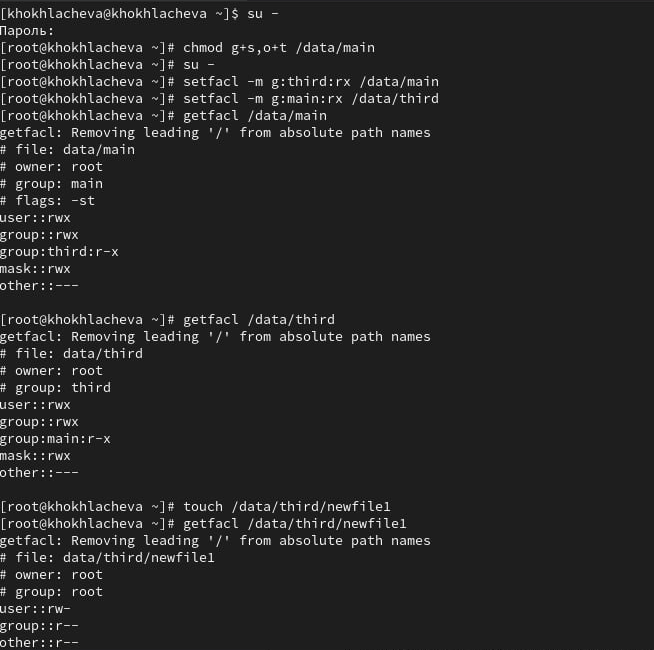 [khokhlacheva@khokhlacheva ~]$ su -
Пароль:
[root@khokhlacheva ~]# chmod g+s,o+t /data/main
[root@khokhlacheva ~]# su -
[root@khokhlacheva ~]# setfacl -m g:third:rx /data/main
[root@khokhlacheva ~]# setfacl -m g:main:rx /data/third
[root@khokhlacheva ~]# getfacl /data/main
getfacl: Removing leading '/' from absolute path names
# file: data/main
# owner: root
# group: main
# flags: -st
user::rwx
group::rwx
group:third:r-x
mask::rwx
other::---

[root@khokhlacheva ~]# getfacl /data/third
getfacl: Removing leading '/' from absolute path names
# file: data/third
# owner: root
# group: third
user::rwx
group::rwx
group:main:r-x
mask::rwx
other::---

[root@khokhlacheva ~]# touch /data/third/newfile1
[root@khokhlacheva ~]# getfacl /data/third/newfile1
getfacl: Removing leading '/' from absolute path names
# file: data/third/newfile1
# owner: root
# group: root
user::rw-
group::r--
other::r--